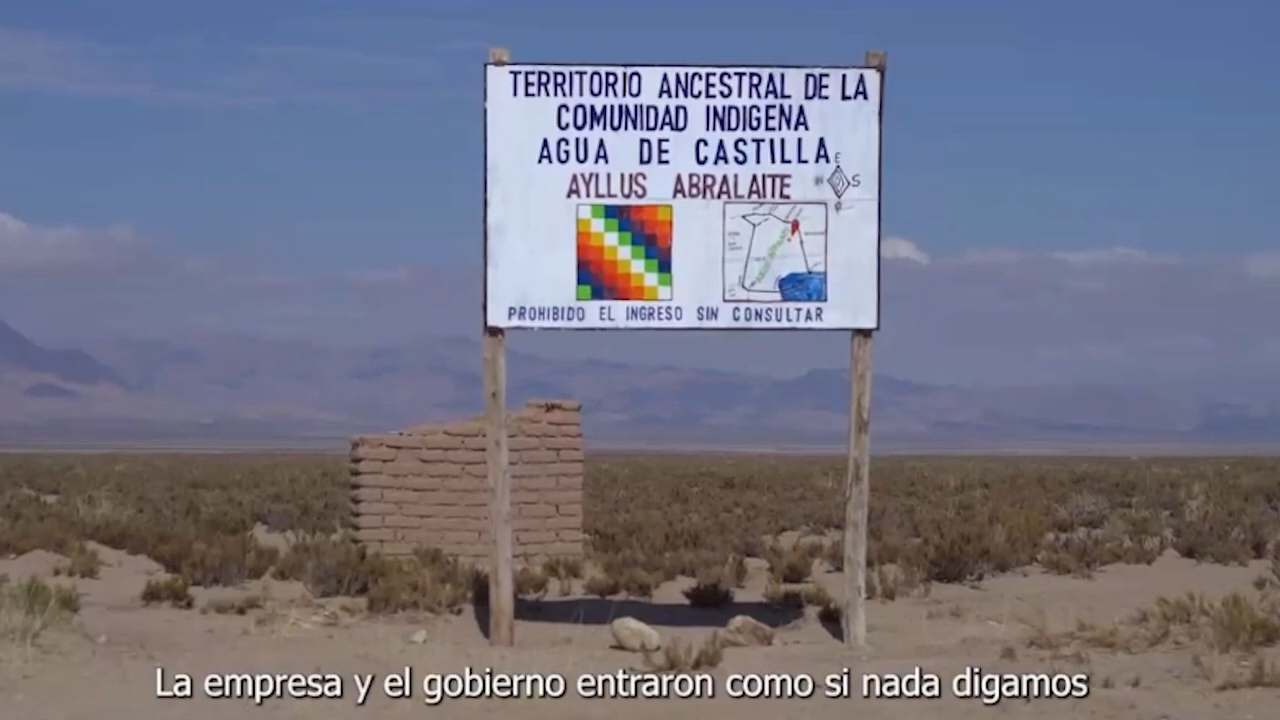 TERRITORIO ANCESTRAL DE LA
COMUNIDAD INDIGENA
AGUA DE CASTILLA
AYLLUS ABRALAITE
E
N S
O
PROHIBIDO EL INGRESO SIN CONSULTAR
La empresa y el gobierno entraron como si nada digamos